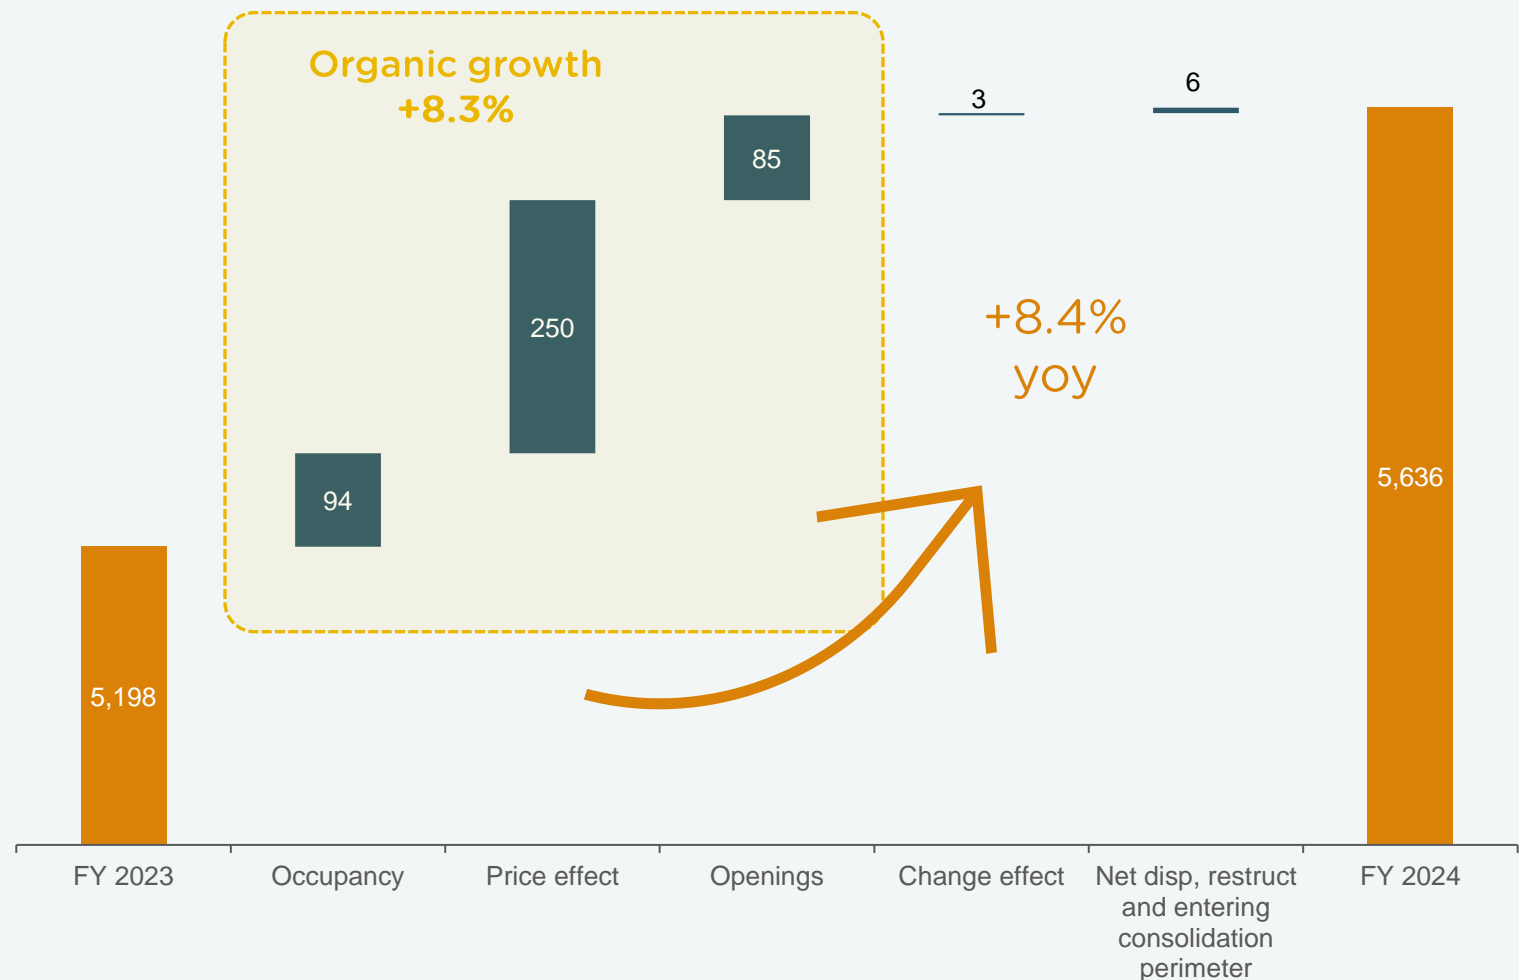 Organic growth
+8.3%
3
6
85
250
+8.4%
yoy
94
5,636
5,198
FY 2023
Occupancy
Price effect
Openings
Change effect
Net disp, restruct
and entering
consolidation
perimeter
FY 2024